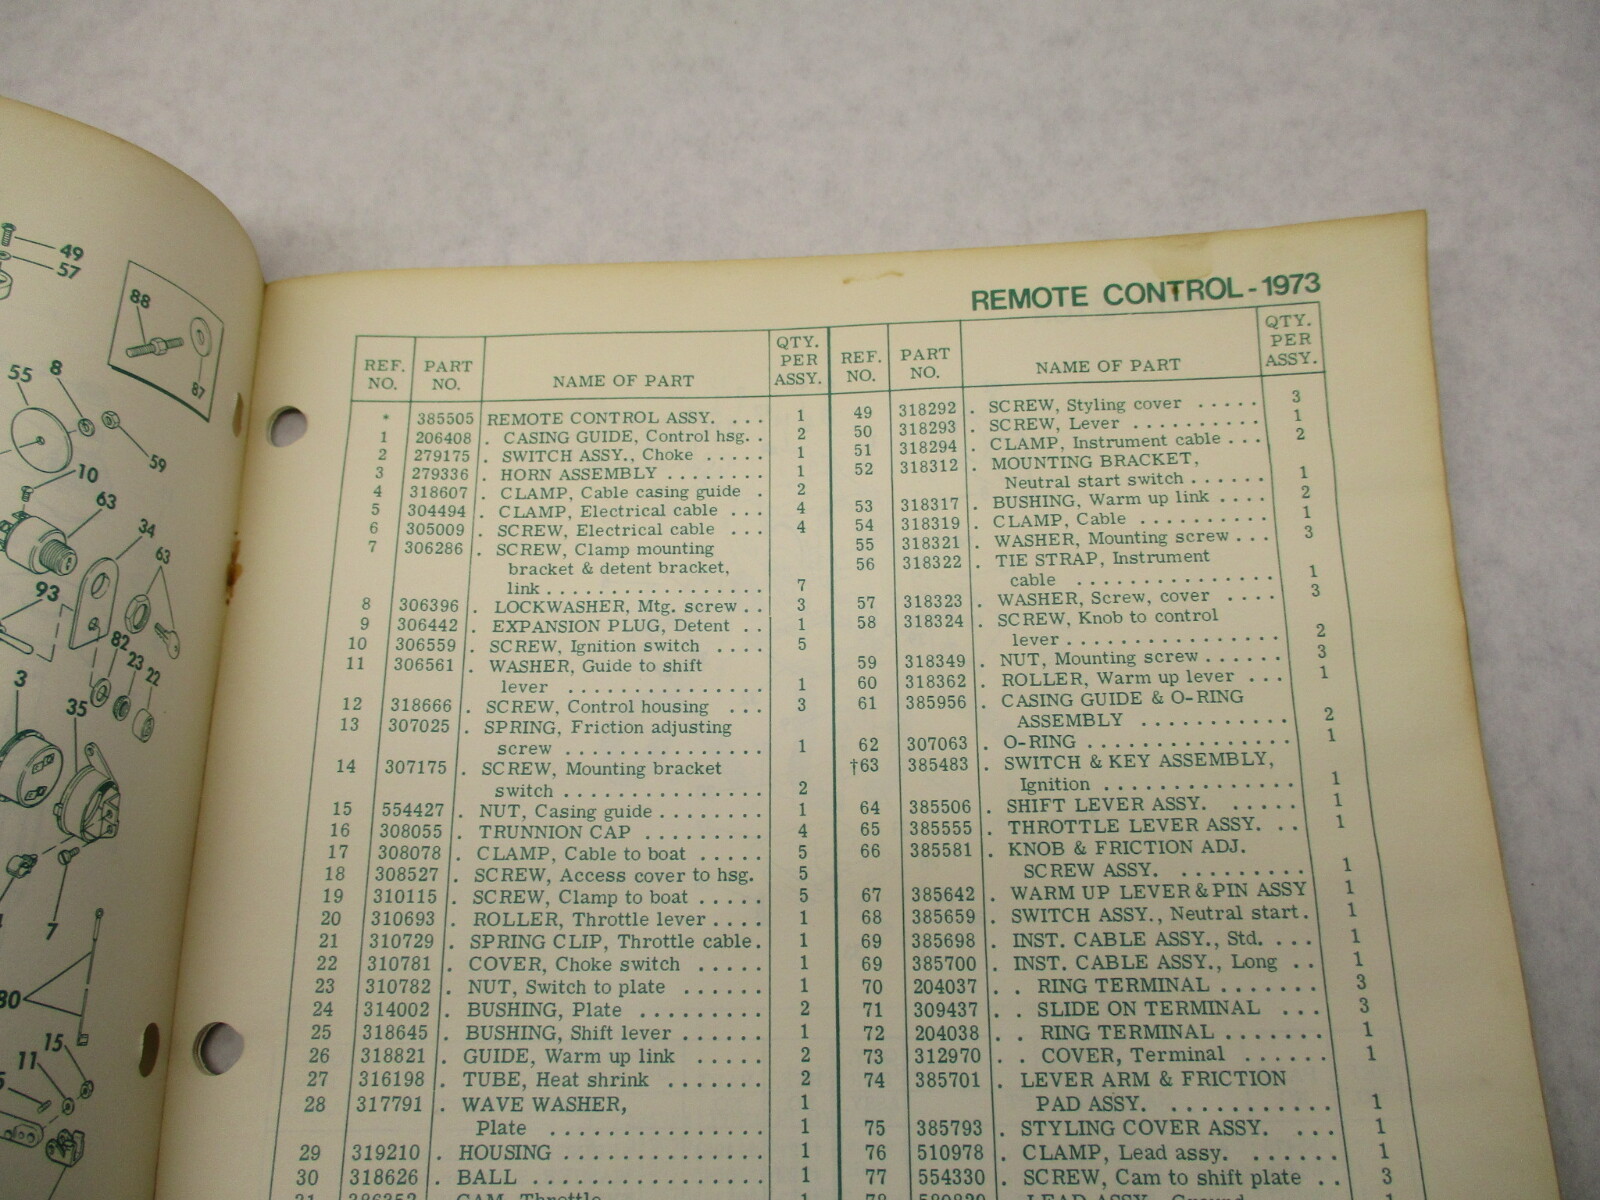 49
57
88
87
55
8
59
10
63
34
63
93
82
23
22
3
35
7
80
15
11
REMOTE CONTROL - 1973
REF. NO. PART NO. NAME OF PART QTY. PER ASSY.
* 385505 REMOTE CONTROL ASSY. . . . 1
1 206408 . CASING GUIDE, Control hsg. . 2
2 279175 . SWITCH ASSY., Choke . . . . . 1
3 279336 . HORN ASSEMBLY . . . . . . . . 1
4 318607 . CLAMP, Cable casing guide . 2
5 304494 . CLAMP, Electrical cable . . . 4
6 305009 . SCREW, Electrical cable . . . 4
7 306286 . SCREW, Clamp mounting
bracket & detent bracket,
link . . . . . . . . . . . . . . . . . 7
8 306396 . LOCKWASHER, Mtg. screw . . 3
9 306442 . EXPANSION PLUG, Detent . . 1
10 306559 . SCREW, Ignition switch . . . . 5
11 306561 . WASHER, Guide to shift
lever . . . . . . . . . . . . . . . 1
12 318666 . SCREW, Control housing . . . 3
13 307025 . SPRING, Friction adjusting
screw . . . . . . . . . . . . . . . 1
14 307175 . SCREW, Mounting bracket
switch . . . . . . . . . . . . . . . 2
15 554427 . NUT, Casing guide . . . . . . . . 1
16 308055 . TRUNNION CAP . . . . . . . . . 4
17 308078 . CLAMP, Cable to boat . . . . . 5
18 308527 . SCREW, Access cover to hsg. 5
19 310115 . SCREW, Clamp to boat . . . . . 5
20 310693 . ROLLER, Throttle lever . . . . 1
21 310729 . SPRING CLIP, Throttle cable . 1
22 310781 . COVER, Choke switch . . . . . 1
23 310782 . NUT, Switch to plate . . . . . . 1
24 314002 . BUSHING, Plate . . . . . . . . . 2
25 318645 . BUSHING, Shift lever . . . . . . 1
26 318821 . GUIDE, Warm up link . . . . . 2
27 316198 . TUBE, Heat shrink . . . . . . . 2
28 317791 . WAVE WASHER, 1
Plate . . . . . . . . . . . . . . . 1
29 319210 . HOUSING . . . . . . . . . . . . . . 1
30 318626 . BALL . . . . . . . . . . . . . . . . . 1
31 386352 . CAM, Throttle
REF. NO. PART NO. NAME OF PART QTY. PER ASSY.
49 318292 . SCREW, Styling cover . . . . . 3
50 318293 . SCREW, Lever . . . . . . . . . . 1
51 318294 . CLAMP, Instrument cable . . . 2
52 318312 . MOUNTING BRACKET,
Neutral start switch . . . . . . 1
53 318317 . BUSHING, Warm up link . . . . 2
54 318319 . CLAMP, Cable . . . . . . . . . . . 1
55 318321 . WASHER, Mounting screw . . . 3
56 318322 . TIE STRAP, Instrument
cable . . . . . . . . . . . . . . . . 1
57 318323 . WASHER, Screw, cover . . . . 3
58 318324 . SCREW, Knob to control
lever . . . . . . . . . . . . . . . . . 2
59 318349 . NUT, Mounting screw . . . . . . 3
60 318362 . ROLLER, Warm up lever . . . 1
61 385956 . CASING GUIDE & O-RING
ASSEMBLY . . . . . . . . . . . 2
62 307063 . O-RING . . . . . . . . . . . . . . . 1
†63 385483 . SWITCH & KEY ASSEMBLY,
Ignition . . . . . . . . . . . . . . 1
64 385506 . SHIFT LEVER ASSY. . . . . . 1
65 385555 . THROTTLE LEVER ASSY. . . 1
66 385581 . KNOB & FRICTION ADJ.
SCREW ASSY. . . . . . . . . . 1
67 385642 . WARM UP LEVER & PIN ASSY 1
68 385659 . SWITCH ASSY., Neutral start . 1
69 385698 . INST. CABLE ASSY., Std. . . . 1
69 385700 . INST. CABLE ASSY., Long . . 1
70 204037 . . RING TERMINAL . . . . . . . 3
71 309437 . . SLIDE ON TERMINAL . . . 3
72 204038 . . RING TERMINAL . . . . . . . 1
73 312970 . . COVER, Terminal . . . . . . 1
74 385701 . LEVER ARM & FRICTION
PAD ASSY. . . . . . . . . . . . 1
75 385793 . STYLING COVER ASSY. . . . 1
76 510978 . CLAMP, Lead assy. . . . . . . 1
77 554330 . SCREW, Cam to shift plate . . 3
78 580820 . LEAD ASSY., Ground . . . . 1